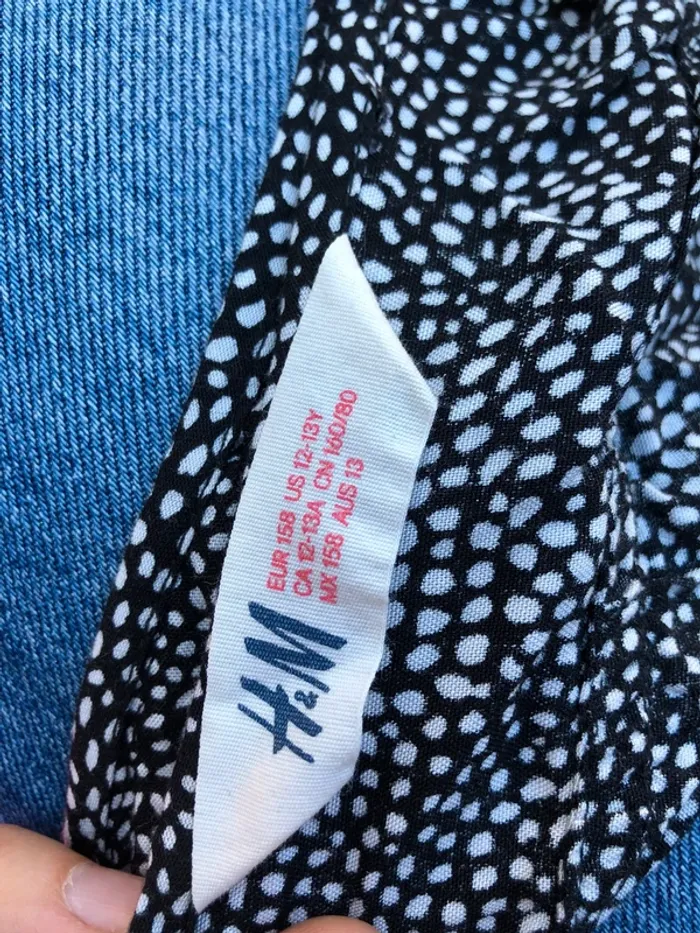 H&M
EUR 158 US 12-13Y
CA 12-13A CN 160/80
MX 158 AUS 13